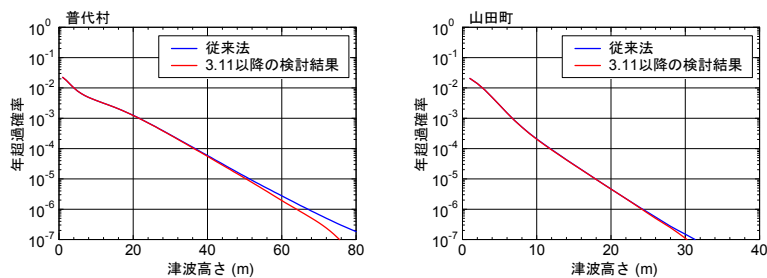 普代村
10^0
10^-1
10^-2
10^-3
10^-4
10^-5
10^-6
10^-7
年超過確率
従来法
3.11以降の検討結果
0 20 40 60 80
津波高さ (m)
山田町
10^0
10^-1
10^-2
10^-3
10^-4
10^-5
10^-6
10^-7
年超過確率
従来法
3.11以降の検討結果
0 10 20 30 40
津波高さ (m)